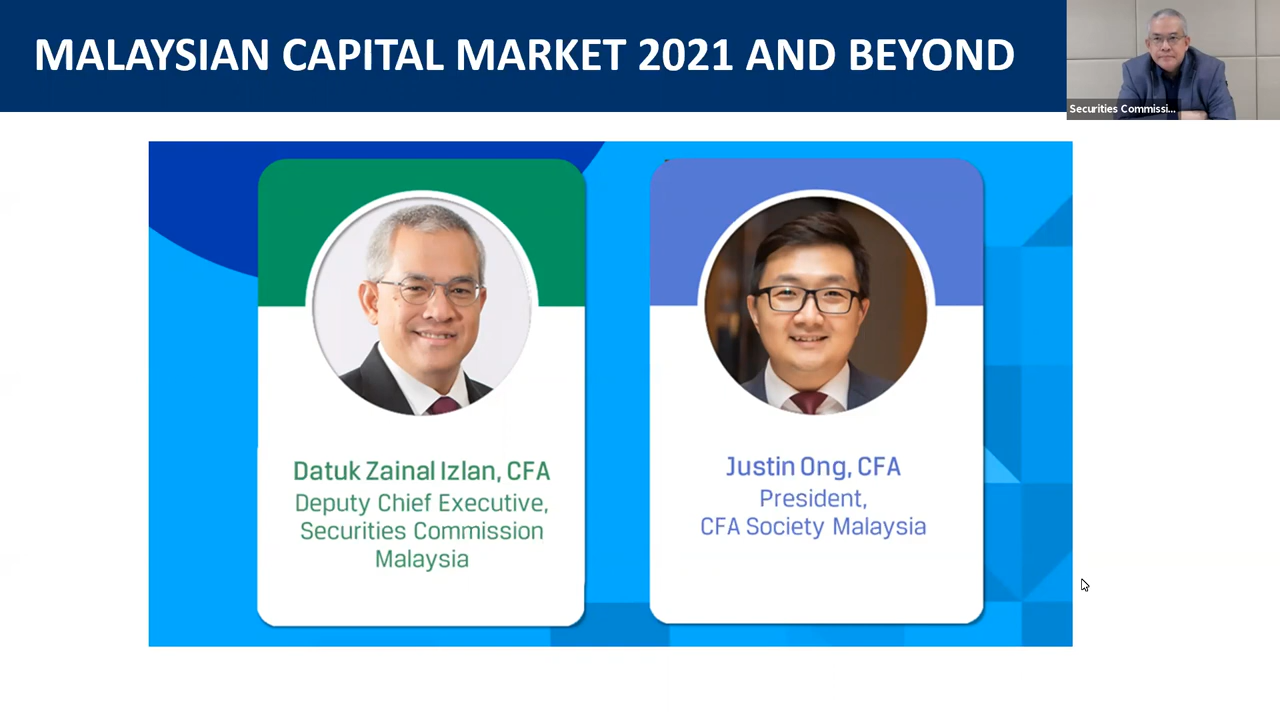 MALAYSIAN CAPITAL MARKET 2021 AND BEYOND
Securities Commissi...
Datuk Zainal Izlan, CFA
Deputy Chief Executive,
Securities Commission
Malaysia
Justin Ong, CFA
President,
CFA Society Malaysia